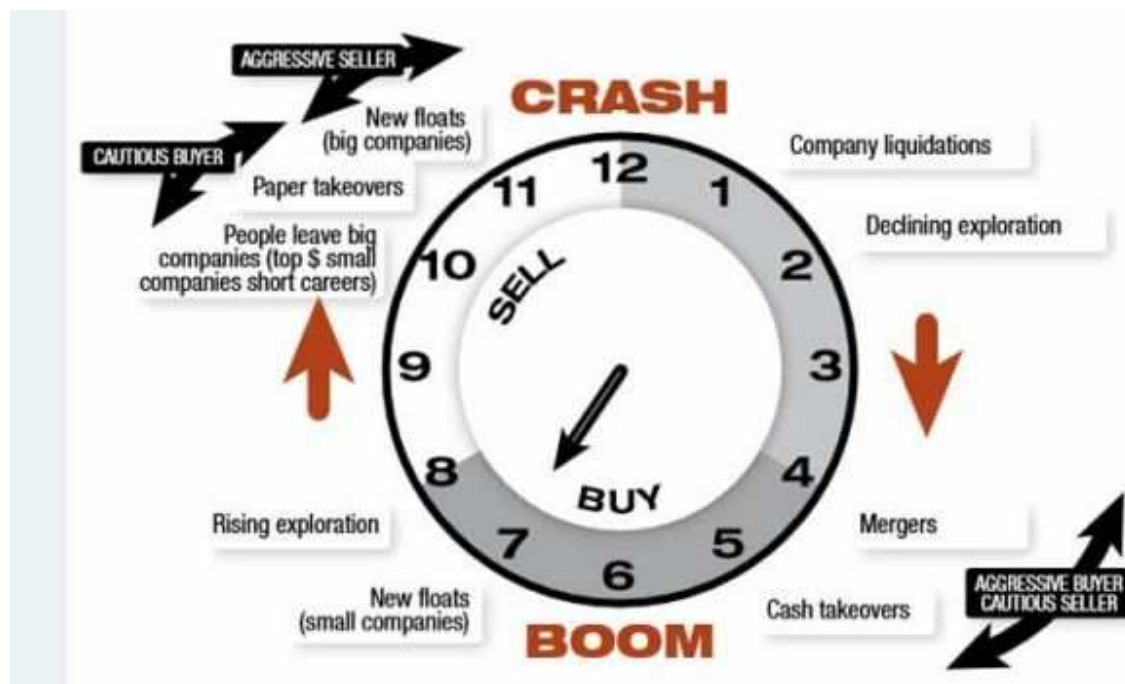 AGGRESSIVE SELLER
CRASH
New floats
(big companies)
CAUTIOUS BUYER
Paper takeovers
People leave big
companies (top $ small
companies short careers)
Company liquidations
Declining exploration
12
1
2
3
4
5
6
7
8
9
10
11
SELL
BUY
Rising exploration
New floats
(small companies)
BOOM
Mergers
Cash takeovers
AGGRESSIVE BUYER
CAUTIOUS SELLER